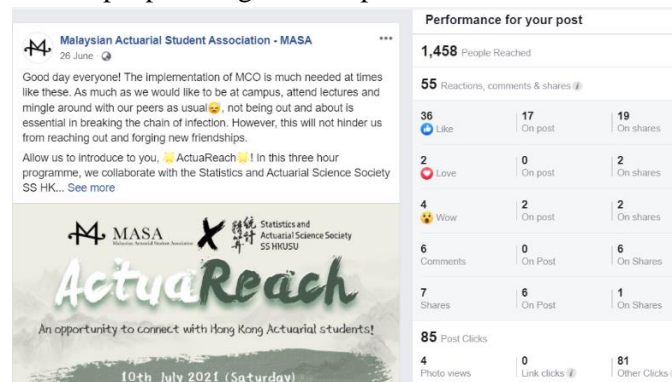 Malaysian Actuarial Student Association - MASA
26 June
Good day everyone! The implementation of MCO is much needed at times
like these. As much as we would like to be at campus, attend lectures and
mingle around with our peers as usual😅, not being out and about is
essential in breaking the chain of infection. However, this will not hinder us
from reaching out and forging new friendships.
Allow us to introduce to you, 🌟ActuaReach🌟! In this three hour
programme, we collaborate with the Statistics and Actuarial Science Society
SS HK... See more
MASA
Malaysian Actuarial Student Association
X
Statistics and
Actuarial Science Society
SS HKUSU
ActuaReach
An opportunity to connect with Hong Kong Actuarial students!
10th July 2021 (Saturday)
Performance for your post
1,458 People Reached
55 Reactions, comments & shares
36 17 19
Like On post On shares
2 0 2
Love On post On shares
4 2 2
Wow On post On shares
6 0 6
Comments On Post On Shares
7 6 1
Shares On Post On Shares
85 Post Clicks
4 0 81
Photo views Link clicks Other Clicks